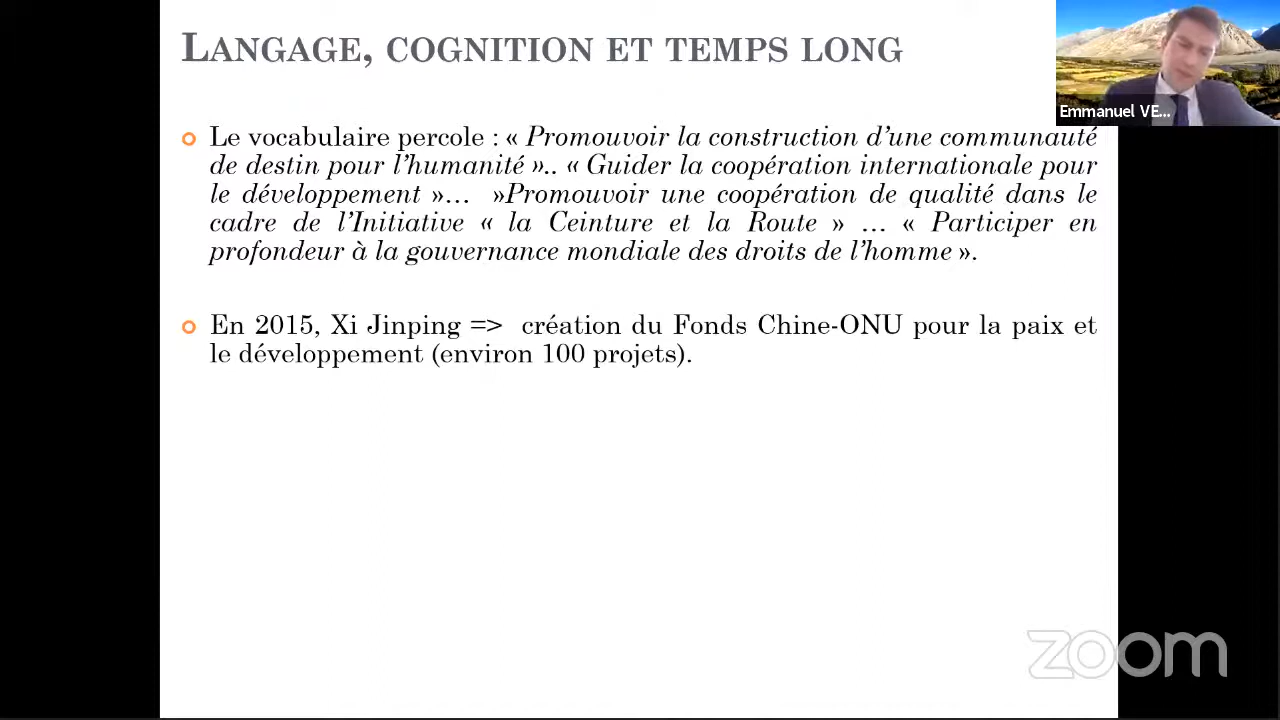 LANGAGE, COGNITION ET TEMPS LONG
Emmanuel VE...
Le vocabulaire percole : « Promouvoir la construction d’une communauté
de destin pour l’humanité ».. « Guider la coopération internationale pour
le développement »… »Promouvoir une coopération de qualité dans le
cadre de l’Initiative « la Ceinture et la Route » … « Participer en
profondeur à la gouvernance mondiale des droits de l’homme ».
En 2015, Xi Jinping => création du Fonds Chine-ONU pour la paix et
le développement (environ 100 projets).
zoom